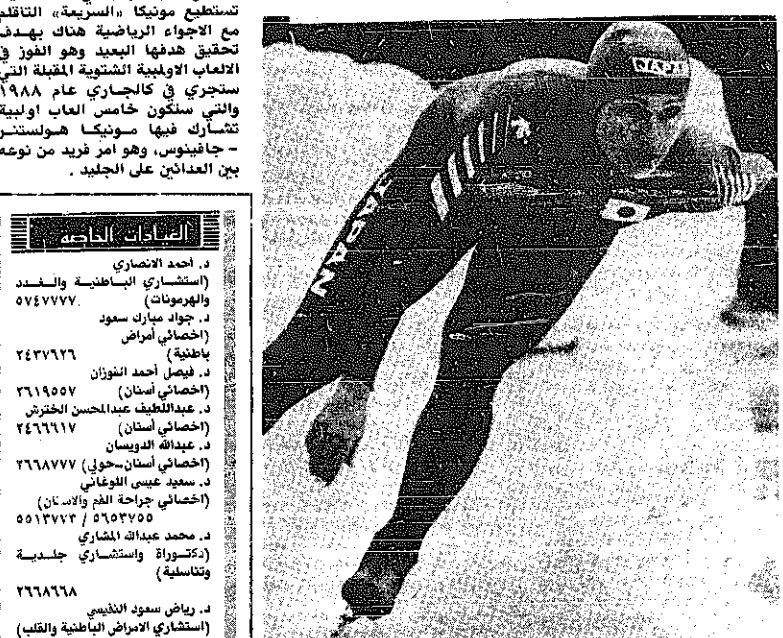 تستطيع مونيكا «السريعة» التاقلم
مع الاجواء الرياضية هناك بهدف
تحقيق هدفها البعيد وهو الفوز في
الالعاب الاولمبية الشتوية المقبلة التي
ستجري في كالجاري عام ١٩٨٨
والتي ستكون خامس العاب اولمبية
تشارك فيها مونيكا هولستنر
- جافينوس، وهو امر فريد من نوعه
بين العدائين على الجليد .
العيادات الخاصه
د. أحمد الانصاري
(استشاري الباطنية والغدد
والهرمونات) ٥٧٤٧٧٧٧
د. جواد مبارك سعود
(اخصائي أمراض
باطنية) ٢٤٣٧٦٢٦
د. فيصل أحمد الفوزان
(اخصائي أسنان) ٢٦١٩٥٥٧
د. عبداللطيف عبدالمحسن الخترش
(اخصائي أسنان) ٢٤٦٦٦١٧
د. عبدالله الدويسان
(اخصائي أسنان-حولي) ٢٦٦٨٧٧٧
د. سعيد عيسى اللوغاني
(اخصائي جراحة الفم والاسنان)
٥٦٥٣٧٥٥ / ٥٥١٣٧٧٣
د. محمد عبدالله المشاري
(دكتوراة واستشاري جلدية
وتناسلية)
٢٦٦٨٦٦٨
د. رياض سعود النفيسي
(استشاري الامراض الباطنية والقلب)
JAPAN